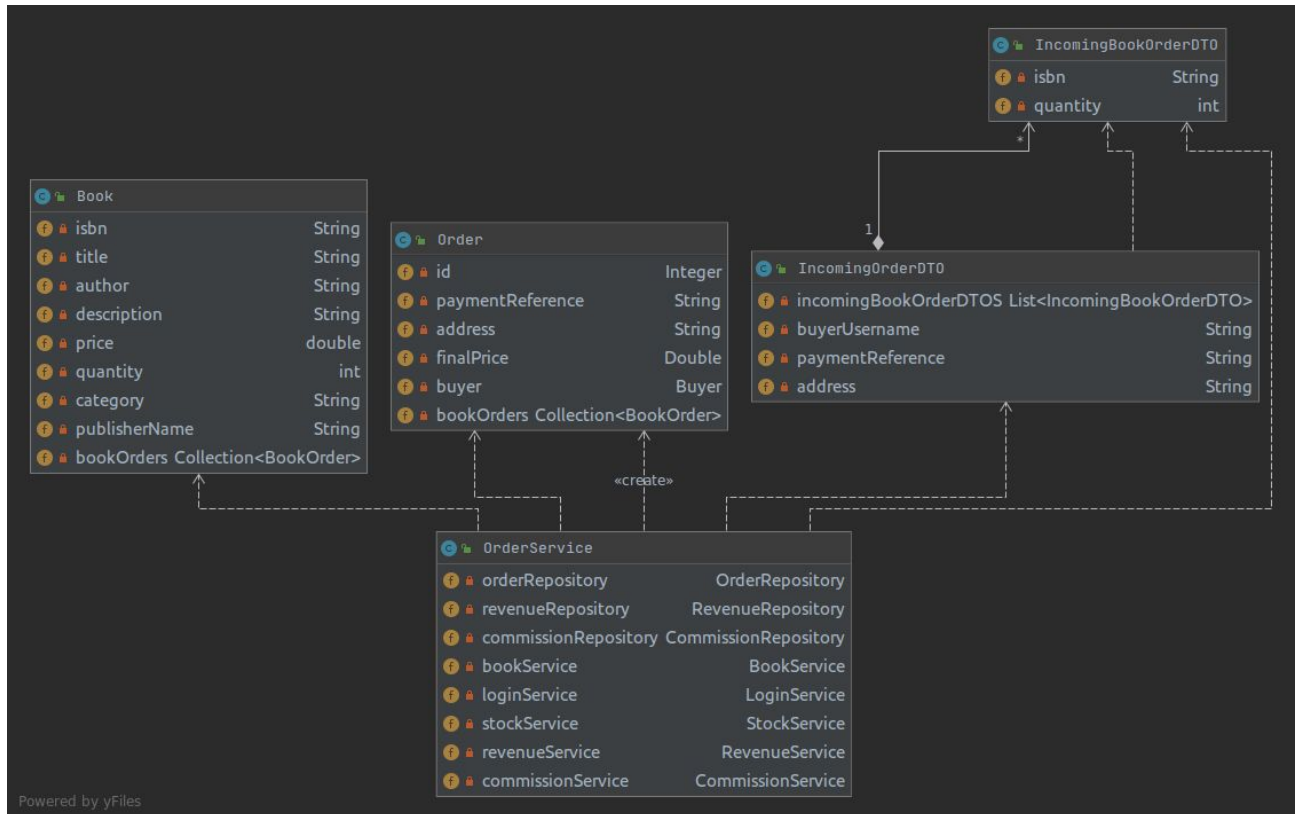 IncomingBookOrderDTO
isbn String
quantity int
*
1
Book
isbn String
title String
author String
description String
price double
quantity int
category String
publisherName String
bookOrders Collection<BookOrder>
Order
id Integer
paymentReference String
address String
finalPrice Double
buyer Buyer
bookOrders Collection<BookOrder>
IncomingOrderDTO
incomingBookOrderDTOS List<IncomingBookOrderDTO>
buyerUsername String
paymentReference String
address String
«create»
OrderService
orderRepository OrderRepository
revenueRepository RevenueRepository
commissionRepository CommissionRepository
bookService BookService
loginService LoginService
stockService StockService
revenueService RevenueService
commissionService CommissionService
Powered by yFiles